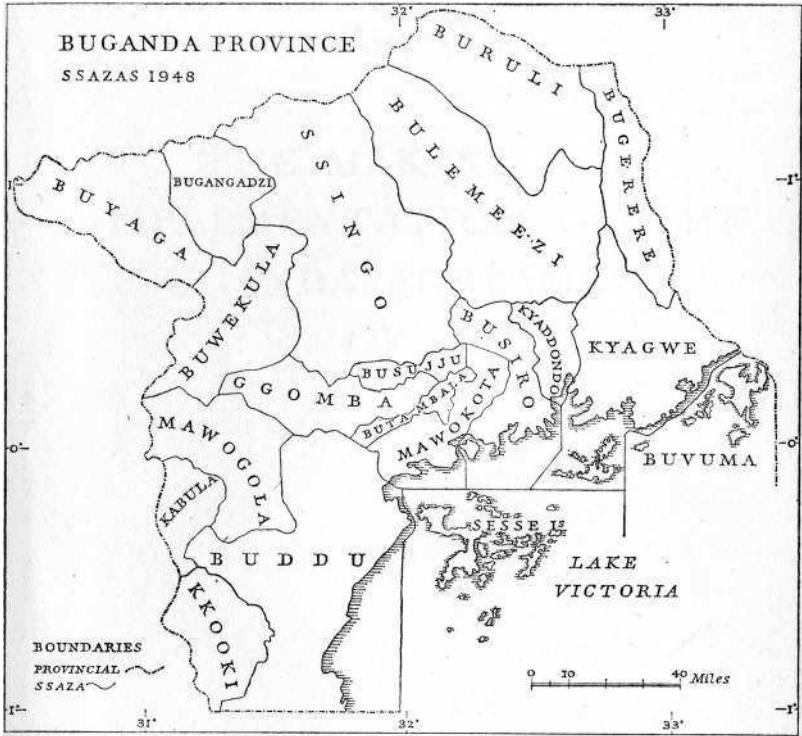 32°
33°
BUGANDA PROVINCE
SSAZAS 1948
BURULI
BUGERERE
BULEMEEZI
SSINGO
1°
1°
BUGANGADZI
BUYAGA
BUWEKULA
BUSIRO
KYADDONDO
KYAGWE
BUSUJJU
GGOMBA
BUTAMBALA
MAWOKOTA
MAWOGOLA
0°
0°
BUVUMA
KABULA
SESSE Is
BUDDU
LAKE
VICTORIA
KKOOKI
BOUNDARIES
PROVINCIAL
SSAZA
0 10 40 Miles
1°
1°
31°
32°
33°